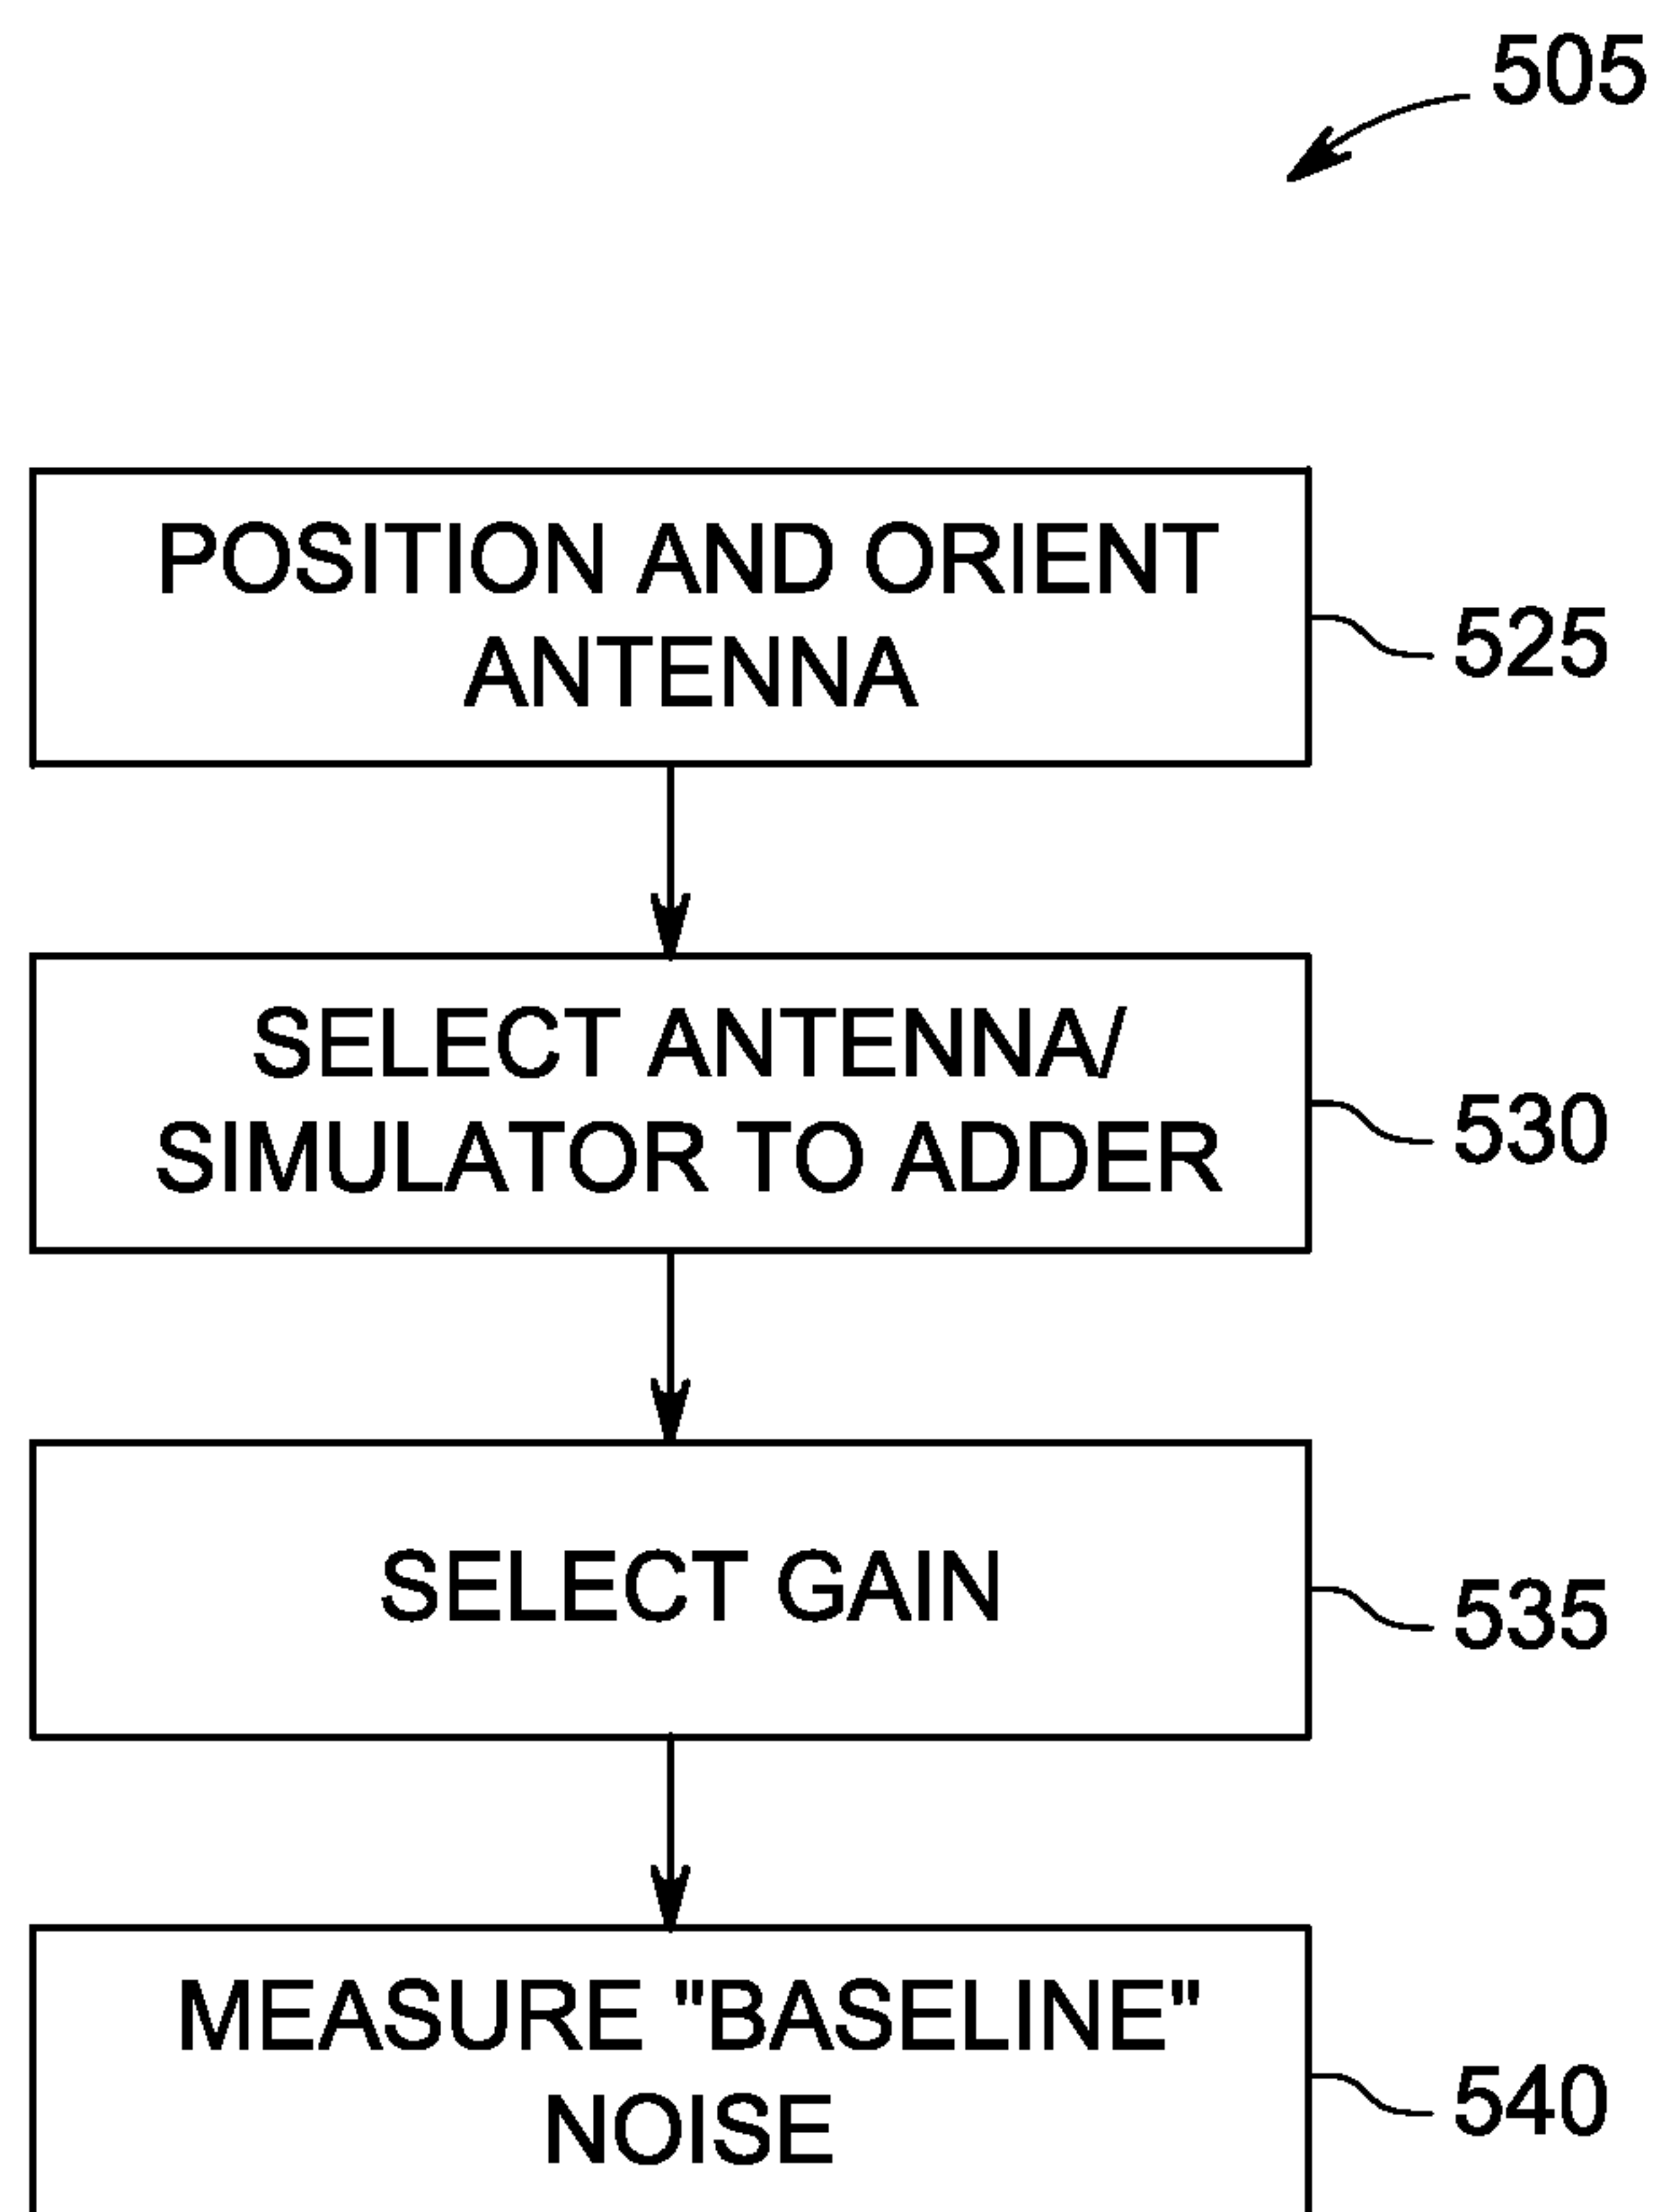 505
POSITION AND ORIENT
ANTENNA
525
SELECT ANTENNA/
SIMULATOR TO ADDER
530
SELECT GAIN
535
MEASURE "BASELINE"
NOISE
540